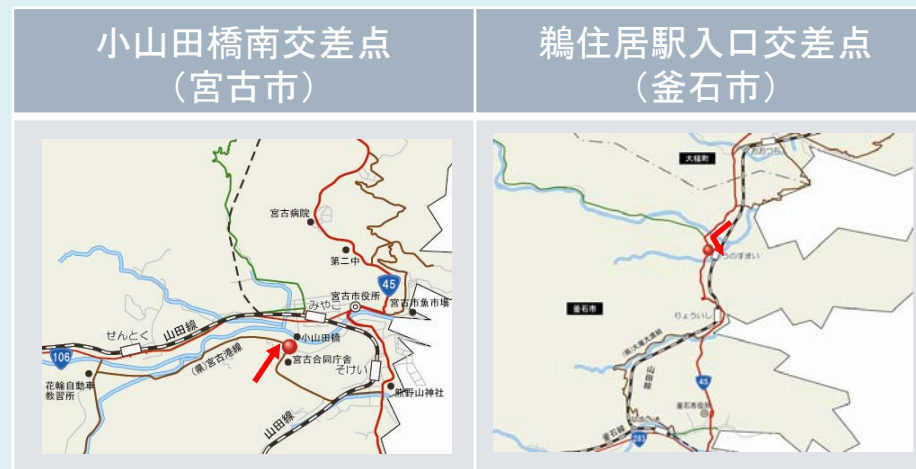 小山田橋南交差点
(宮古市)
鵜住居駅入口交差点
(釜石市)
宮古病院
第二中
45
宮古市役所
宮古市魚市場
みやこ
せんとく
山田線
小山田橋
106
(県)宮古港線
宮古合同庁舎
そけい
花輪自動車
教習所
熊野山神社
山田線
おおつち
大槌町
うのすまい
釜石市
りょういし
山田線
45
釜石市役所
釜石線
283